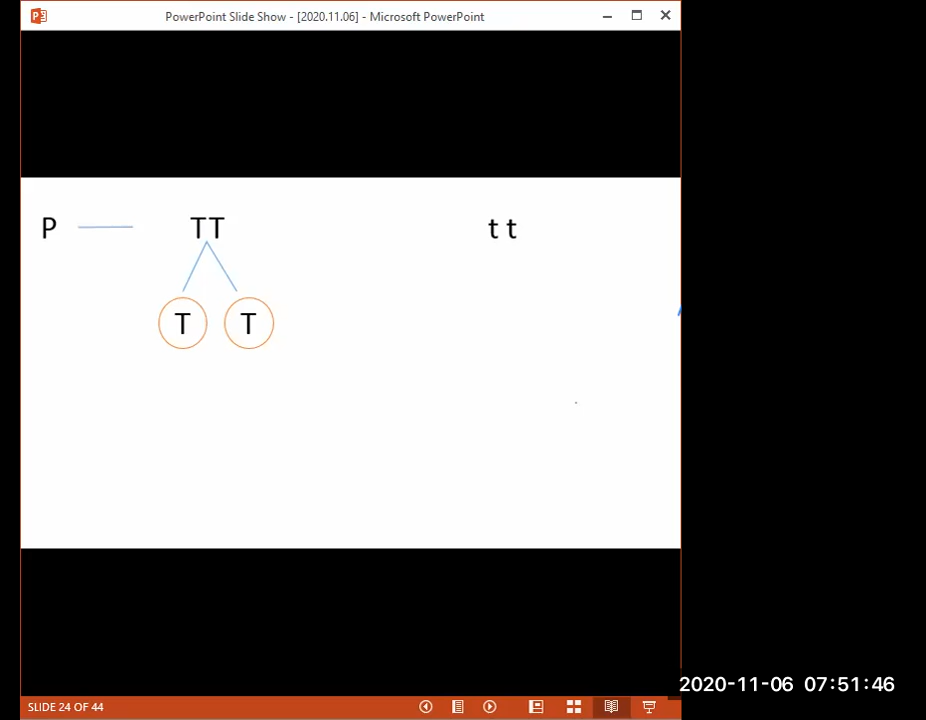 PowerPoint Slide Show - [2020.11.06] - Microsoft PowerPoint
P TT t t
T T
2020-11-06 07:51:46
SLIDE 24 OF 44